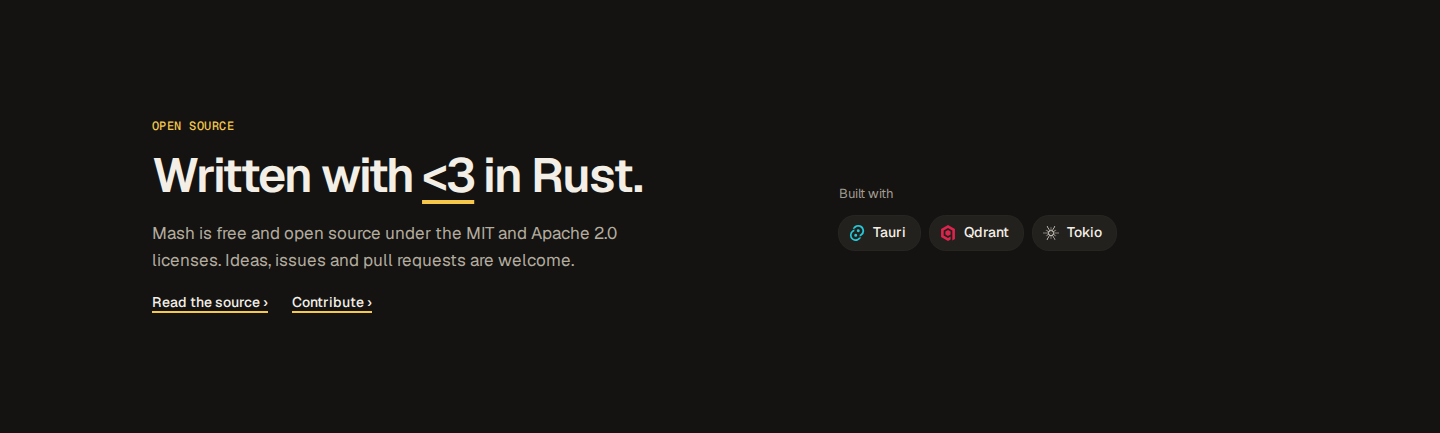 OPEN SOURCE
Written with <3 in Rust.
Mash is free and open source under the MIT and Apache 2.0
licenses. Ideas, issues and pull requests are welcome.
Read the source › Contribute ›
Built with
Tauri Qdrant Tokio